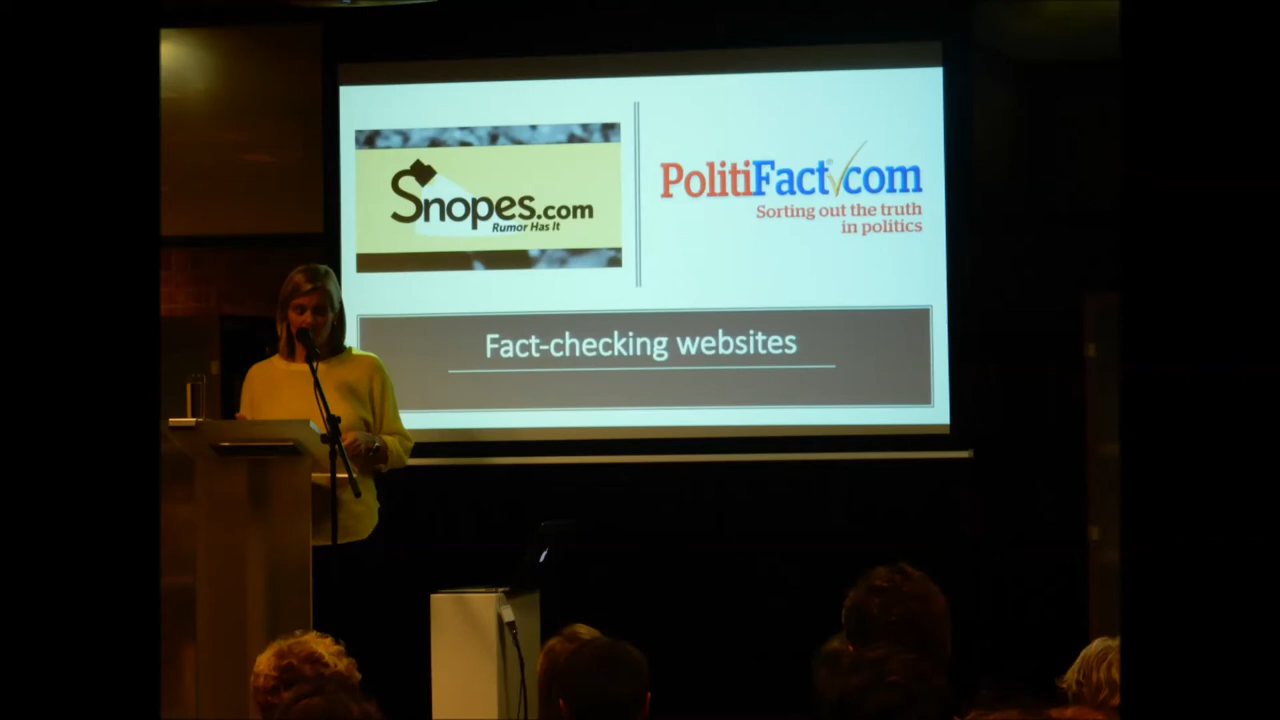 Snopes.com
Rumor Has It
PolitiFact.com
Sorting out the truth
in politics
Fact-checking websites